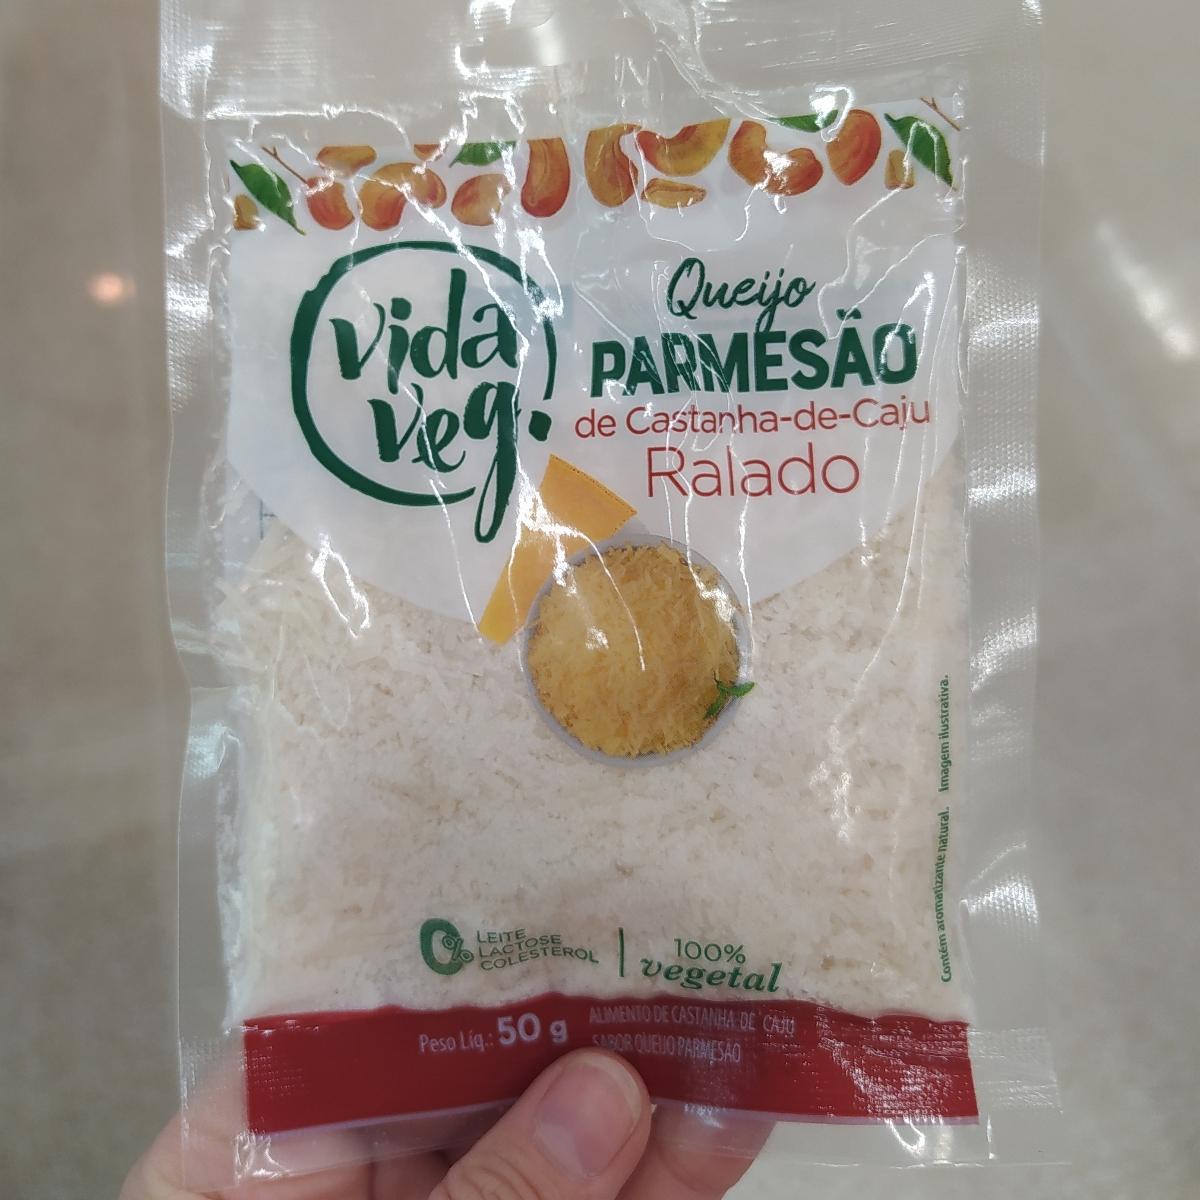 vida
veg.
Queijo
PARMESÃO
de Castanha-de-Caju
Ralado
Contém aromatizante natural. Imagem ilustrativa.
0%
LEITE
LACTOSE
COLESTEROL
100%
vegetal
Peso Líq.: 50 g
ALIMENTO DE CASTANHA DE CAJU
SABOR QUEIJO PARMESÃO